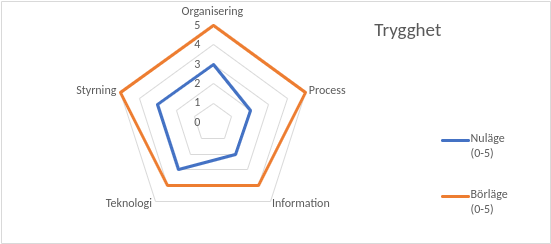 Organisering
Trygghet
5
4
3
2
1
0
Styrning
Process
Teknologi
Information
Nuläge
(0-5)
Börläge
(0-5)